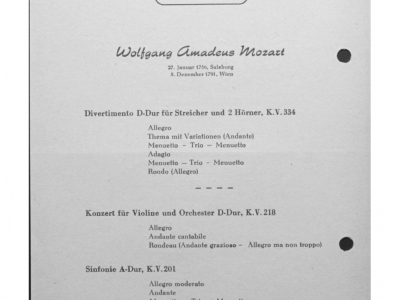 Wolfgang Amadeus Mozart
27. Januar 1756, Salzburg
5. Dezember 1791, Wien
Divertimento D-Dur für Streicher und 2 Hörner, K.V. 334
Allegro
Thema mit Variationen (Andante)
Menuetto - Trio - Menuetto
Adagio
Menuetto - Trio - Menuetto
Rondo (Allegro)
Konzert für Violine und Orchester D-Dur, K.V. 218
Allegro
Andante cantabile
Rondeau (Andante grazioso - Allegro ma non troppo)
Sinfonie A-Dur, K.V. 201
Allegro moderato
Andante